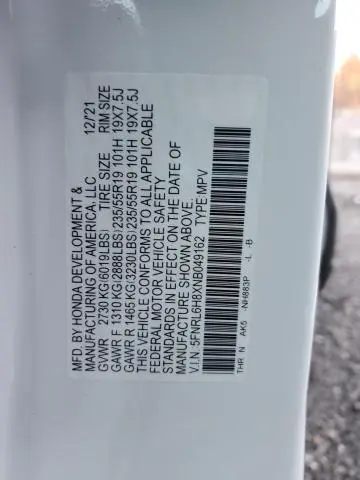 MFD. BY HONDA DEVELOPMENT &
MANUFACTURING OF AMERICA, LLC 12/'21
GVWR 2730 KG(6019LBS) TIRE SIZE RIM SIZE
GAWR F 1310 KG(2888LBS) 235/55R19 101H 19X7.5J
GAWR R 1465 KG(3230LBS) 235/55R19 101H 19X7.5J
THIS VEHICLE CONFORMS TO ALL APPLICABLE
FEDERAL MOTOR VEHICLE SAFETY
STANDARDS IN EFFECT ON THE DATE OF
MANUFACTURE SHOWN ABOVE.
V.I.N. 5FNRL6H8XNB049162 TYPE:MPV
THR N AK5 -NH883P -L -B